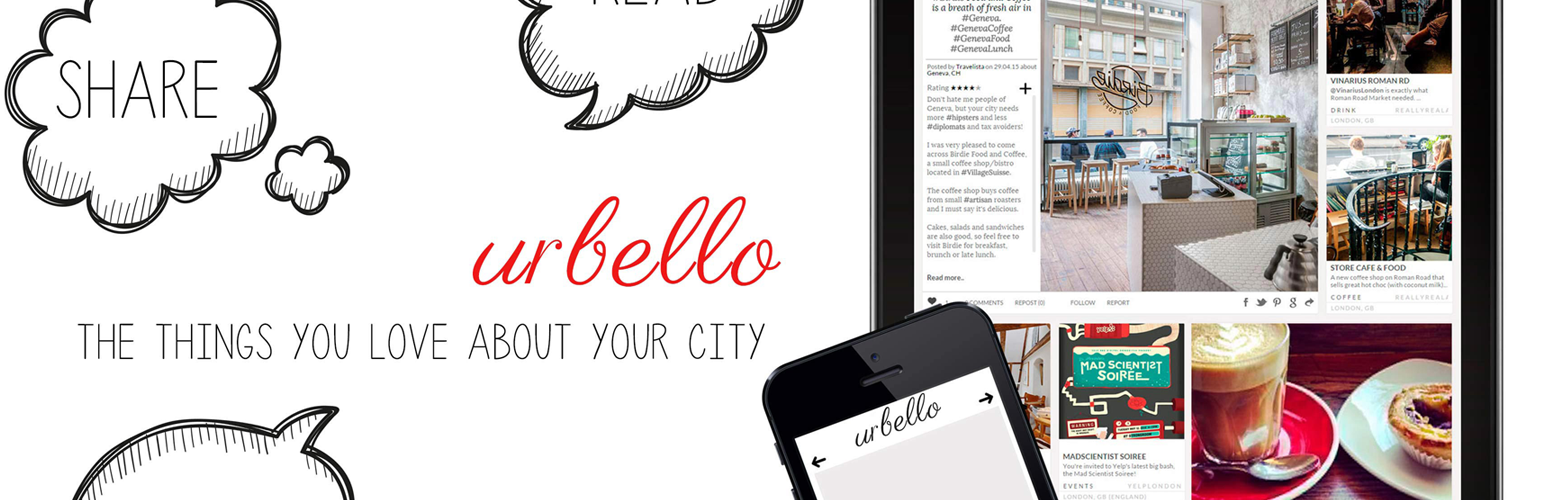 SHARE
READ
urbello
THE THINGS YOU LOVE ABOUT YOUR CITY
urbello
is a breath of fresh air in
#Geneva.
#GenevaCoffee
#GenevaFood
#GenevaLunch
Posted by Travelista on 29.04.15 about
Geneva, CH
Rating ★★★★★
Don't hate me people of
Geneva, but your city needs
more #hipsters and less
#diplomats and tax avoiders!
I was very pleased to come
across Birdie Food and Coffee,
a small coffee shop/bistro
located in #VillageSuisse.
The coffee shop buys coffee
from small #artisan roasters
and I must say it's delicious.
Cakes, salads and sandwiches
are also good, so feel free to
visit Birdie for breakfast,
brunch or late lunch.
Read more..
COMMENTS REPOST (0) FOLLOW REPORT
Birdie
FOOD & COFFEE
VINARIUS ROMAN RD
@VinariusLondon is exactly what
Roman Road Market needed. ...
DRINK REALLYREALA
LONDON, GB
STORE CAFE & FOOD
A new coffee shop on Roman Road that
sells great hot choc (with coconut milk)...
COFFEE REALLYREALA
LONDON, GB
MAD SCIENTIST
SOIRÉE
WARNING
MADSCIENTIST SOIREE
You're invited to Yelp's latest big bash,
the Mad Scientist Soiree!
EVENTS YELPLONDON
LONDON, GB (ENGLAND)